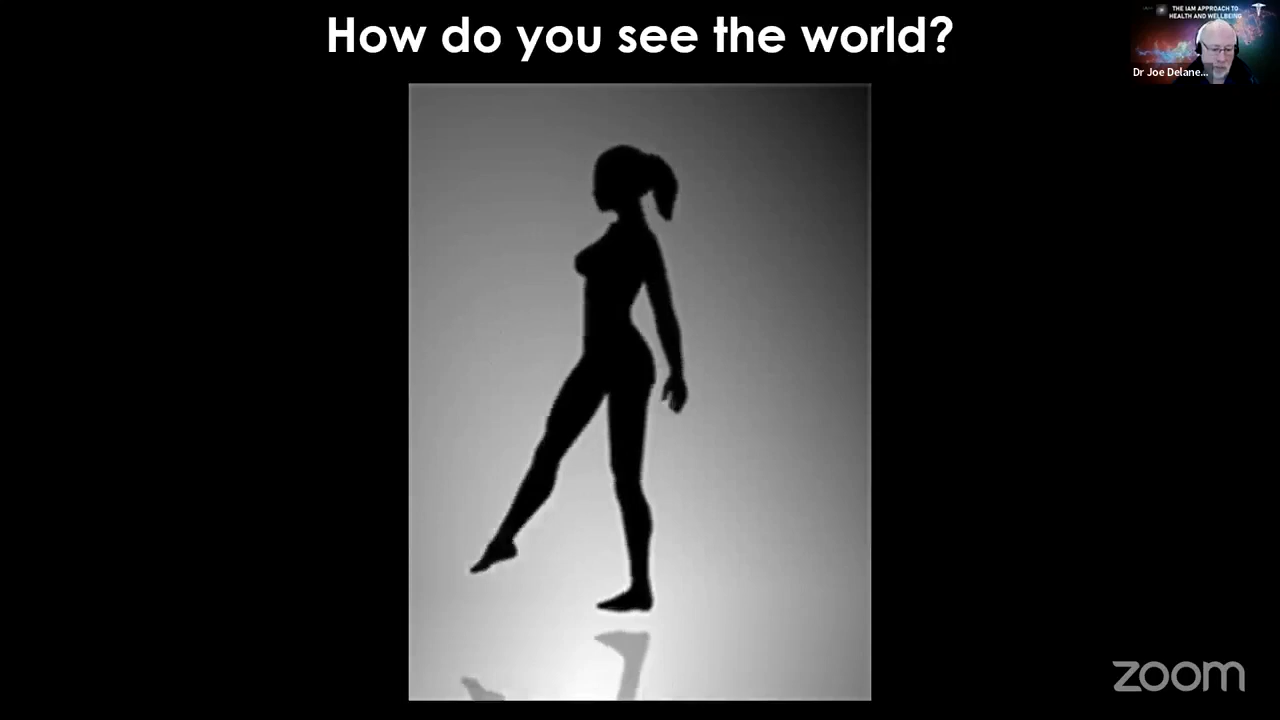 How do you see the world?
THE IAM APPROACH TO
HEALTH AND WELLBEING
Dr Joe Delane...
zoom